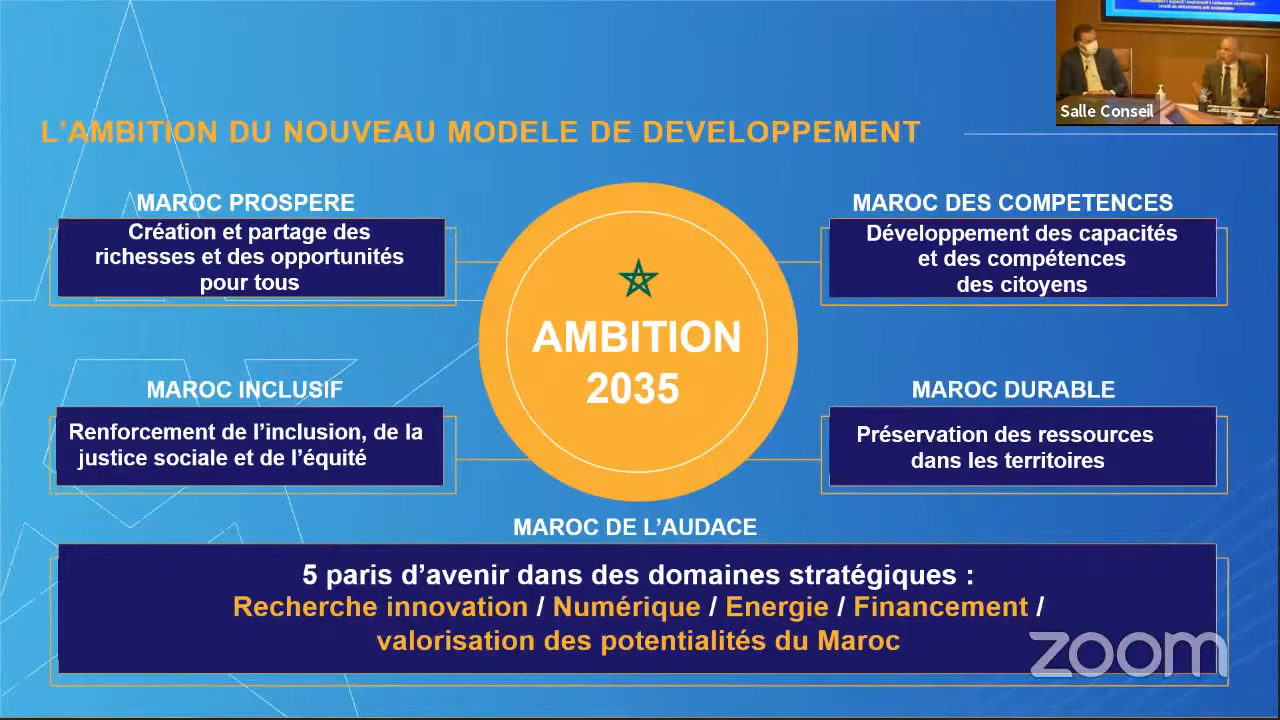 Salle Conseil
L’AMBITION DU NOUVEAU MODELE DE DEVELOPPEMENT
MAROC PROSPERE
Création et partage des
richesses et des opportunités
pour tous
MAROC DES COMPETENCES
Développement des capacités
et des compétences
des citoyens
AMBITION
2035
MAROC INCLUSIF
Renforcement de l’inclusion, de la
justice sociale et de l’équité
MAROC DURABLE
Préservation des ressources
dans les territoires
MAROC DE L’AUDACE
5 paris d’avenir dans des domaines stratégiques :
Recherche innovation / Numérique / Energie / Financement /
valorisation des potentialités du Maroc
zoom